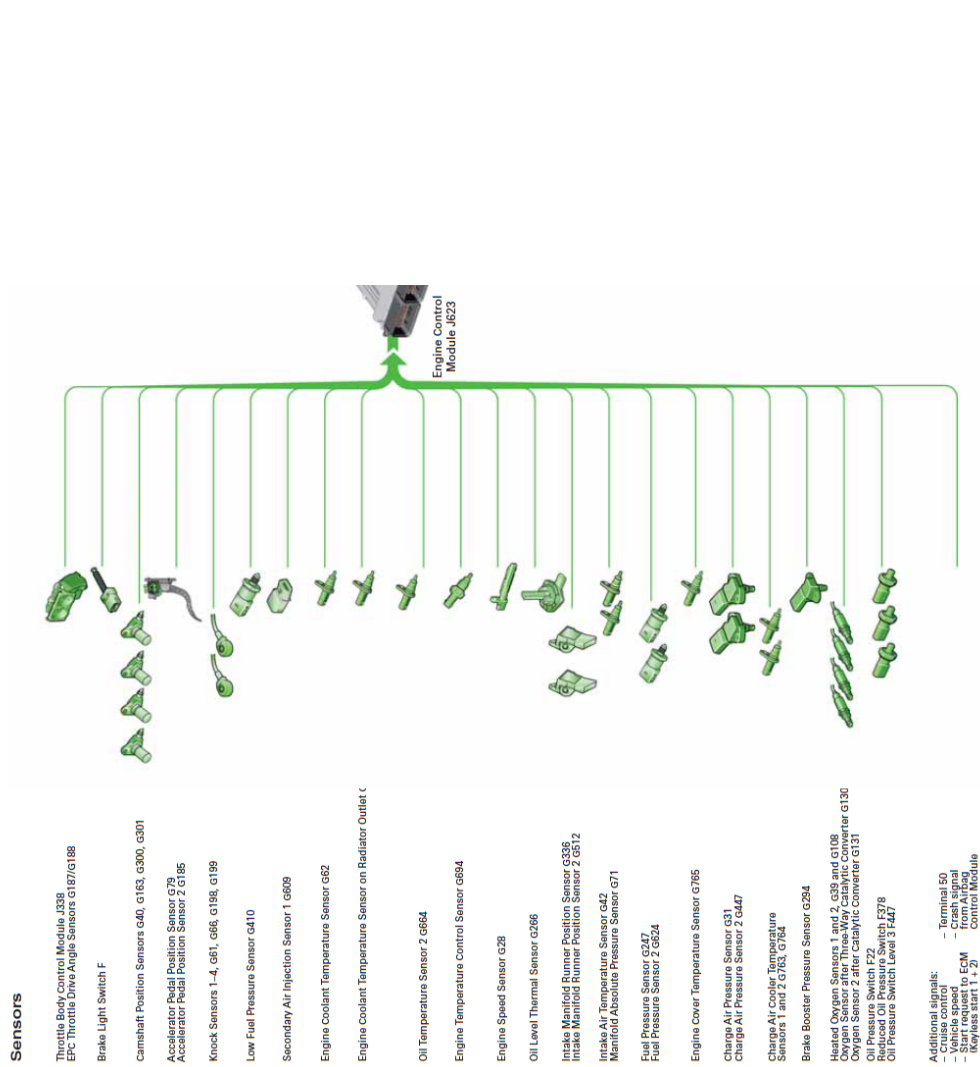 Sensors
Throttle Body Control Module J338
EPC Throttle Drive Angle Sensors G187/G188
Brake Light Switch F
Camshaft Position Sensors G40, G163, G300, G301
Accelerator Pedal Position Sensor G79
Accelerator Pedal Position Sensor 2 G185
Knock Sensors 1–4, G61, G66, G198, G199
Low Fuel Pressure Sensor G410
Secondary Air Injection Sensor 1 G609
Engine Coolant Temperature Sensor G62
Engine Coolant Temperature Sensor on Radiator Outlet
Oil Temperature Sensor 2 G664
Engine Temperature Control Sensor G694
Engine Speed Sensor G28
Oil Level Thermal Sensor G266
Intake Manifold Runner Position Sensor G336
Intake Manifold Runner Position Sensor 2 G512
Intake Air Temperature Sensor G42
Manifold Absolute Pressure Sensor G71
Fuel Pressure Sensor G247
Fuel Pressure Sensor 2 G624
Engine Cover Temperature Sensor G765
Charge Air Pressure Sensor G31
Charge Air Pressure Sensor 2 G447
Charge Air cooler Temperature
Sensors 1 and 2 G763, G764
Brake Booster Pressure Sensor G294
Heated Oxygen Sensors 1 and 2, G39 and G108
Oxygen Sensor after Three-Way Catalytic Converter G130
Oxygen Sensor 2 after Catalytic Converter G131
Oil Pressure Switch F22
Reduced Oil Pressure Switch F378
Oil Pressure Switch Level 3 F447
Additional signals:
– Cruise control
– Vehicle speed
– Start request to ECM
(Keyless start 1 + 2)
– Terminal 50
– Crash signal
from Airbag
Control Module
Engine Control
Module J623